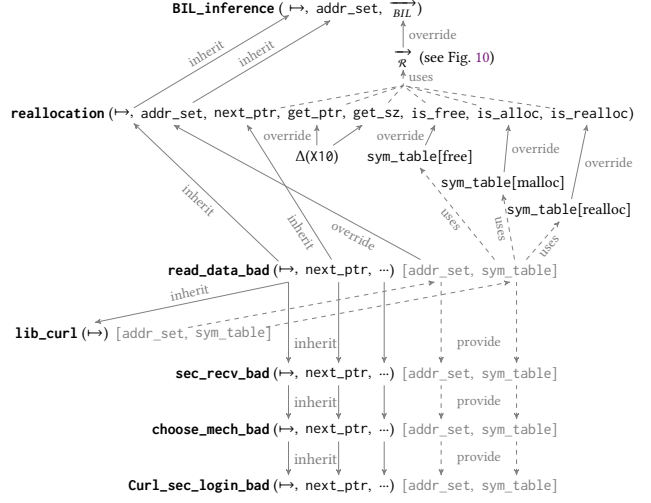 BIL_inference ( ↦, addr_set, →BIL )
inherit
inherit
override
→R (see Fig. 10)
uses
reallocation (↦, addr_set, next_ptr, get_ptr, get_sz, is_free, is_alloc, is_realloc)
override
override
override
override
Δ(X10)
sym_table[free]
sym_table[malloc]
sym_table[realloc]
inherit
inherit
override
uses
uses
uses
read_data_bad (↦, next_ptr, ⋯) [addr_set, sym_table]
inherit
lib_curl (↦) [addr_set, sym_table]
inherit
provide
sec_recv_bad (↦, next_ptr, ⋯) [addr_set, sym_table]
inherit
provide
choose_mech_bad (↦, next_ptr, ⋯) [addr_set, sym_table]
inherit
provide
Curl_sec_login_bad (↦, next_ptr, ⋯) [addr_set, sym_table]